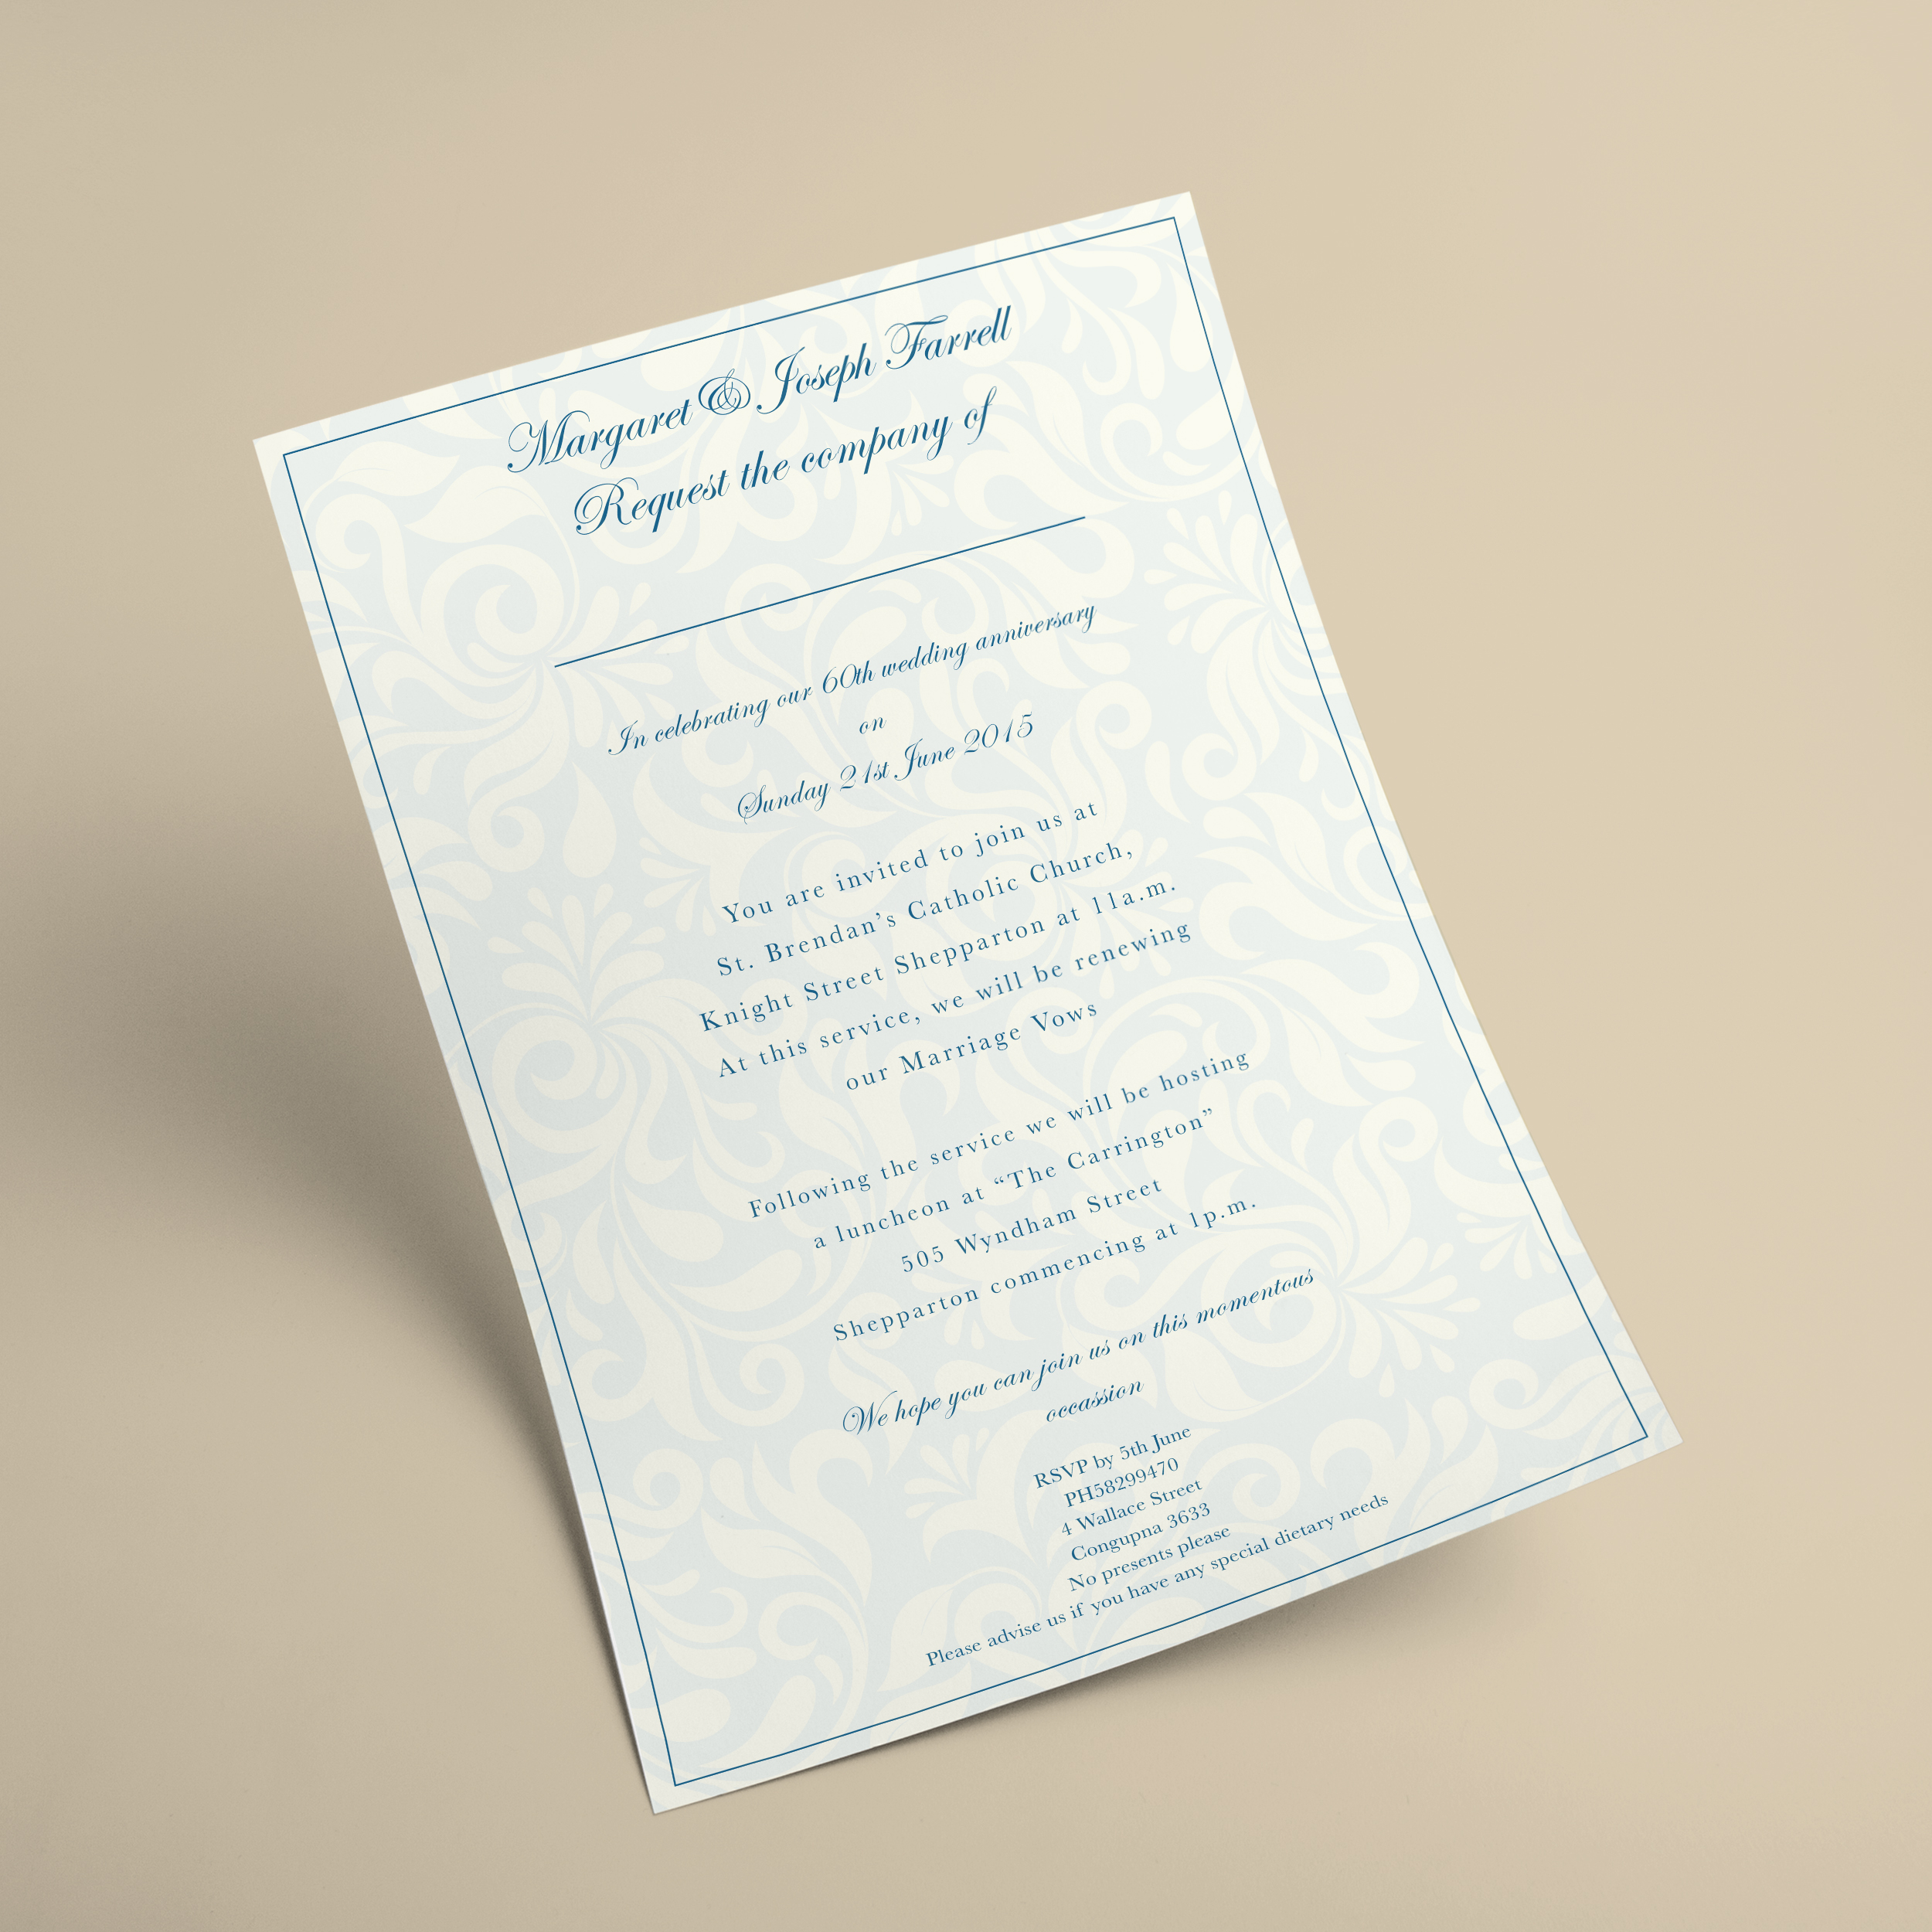 Margaret & Joseph Farrell
Request the company of
In celebrating our 60th wedding anniversary
on
Sunday 21st June 2015
You are invited to join us at
St. Brendan’s Catholic Church,
Knight Street Shepparton at 11a.m.
At this service, we will be renewing
our Marriage Vows
Following the service we will be hosting
a luncheon at “The Carrington”
505 Wyndham Street
Shepparton commencing at 1p.m.
We hope you can join us on this momentous
occassion
RSVP by 5th June
PH58299470
4 Wallace Street
Congupna 3633
No presents please
Please advise us if you have any special dietary needs